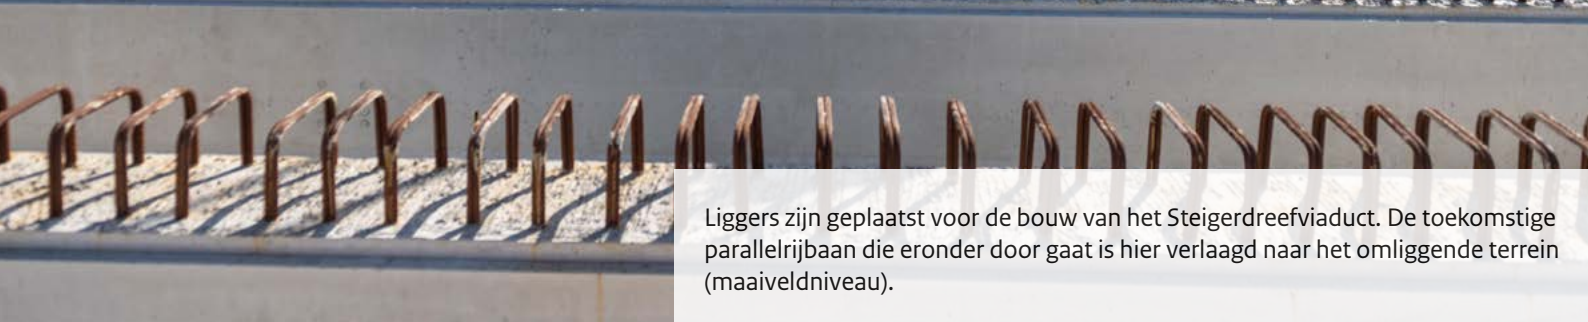 Liggers zijn geplaatst voor de bouw van het Steigerdreefviaduct. De toekomstige
parallelrijbaan die eronder door gaat is hier verlaagd naar het omliggende terrein
(maaiveldniveau).